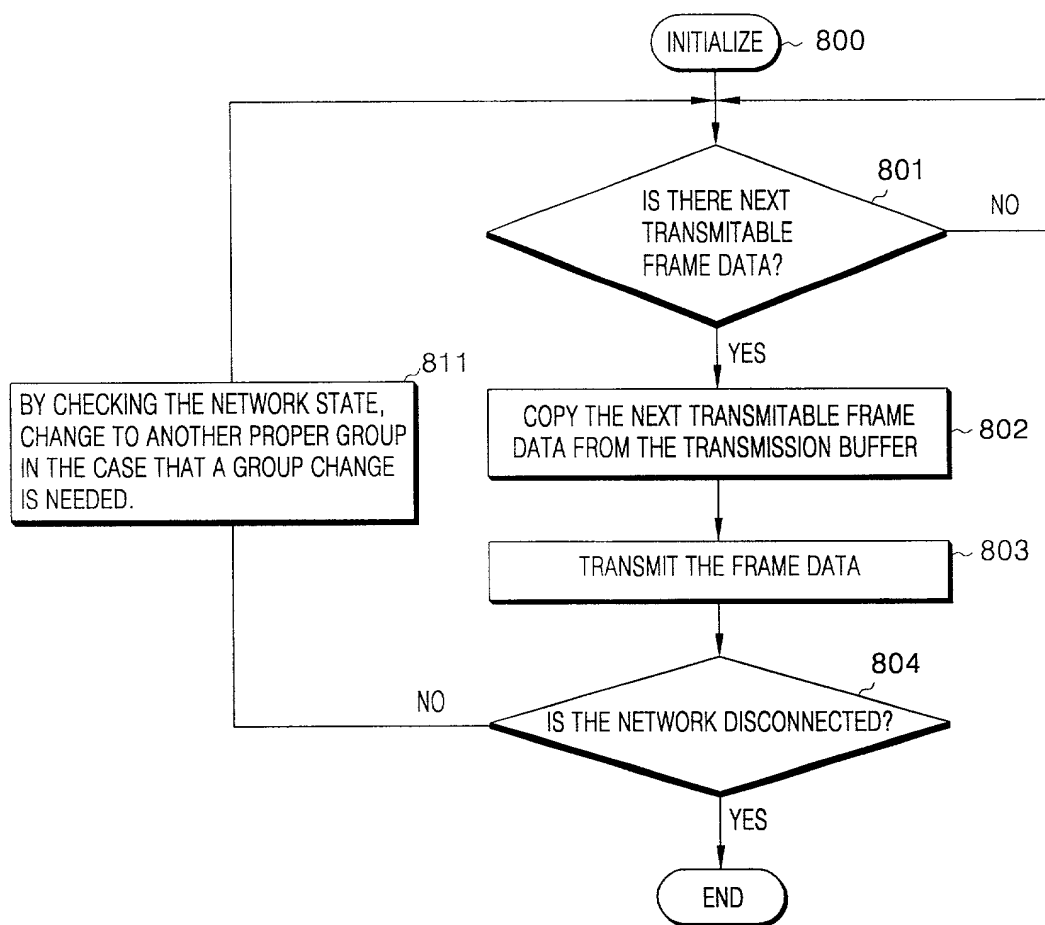 INITIALIZE
800
801
IS THERE NEXT
TRANSMITABLE
FRAME DATA?
NO
YES
811
BY CHECKING THE NETWORK STATE,
CHANGE TO ANOTHER PROPER GROUP
IN THE CASE THAT A GROUP CHANGE
IS NEEDED.
COPY THE NEXT TRANSMITABLE FRAME
DATA FROM THE TRANSMISSION BUFFER
802
TRANSMIT THE FRAME DATA
803
804
NO
IS THE NETWORK DISCONNECTED?
YES
END